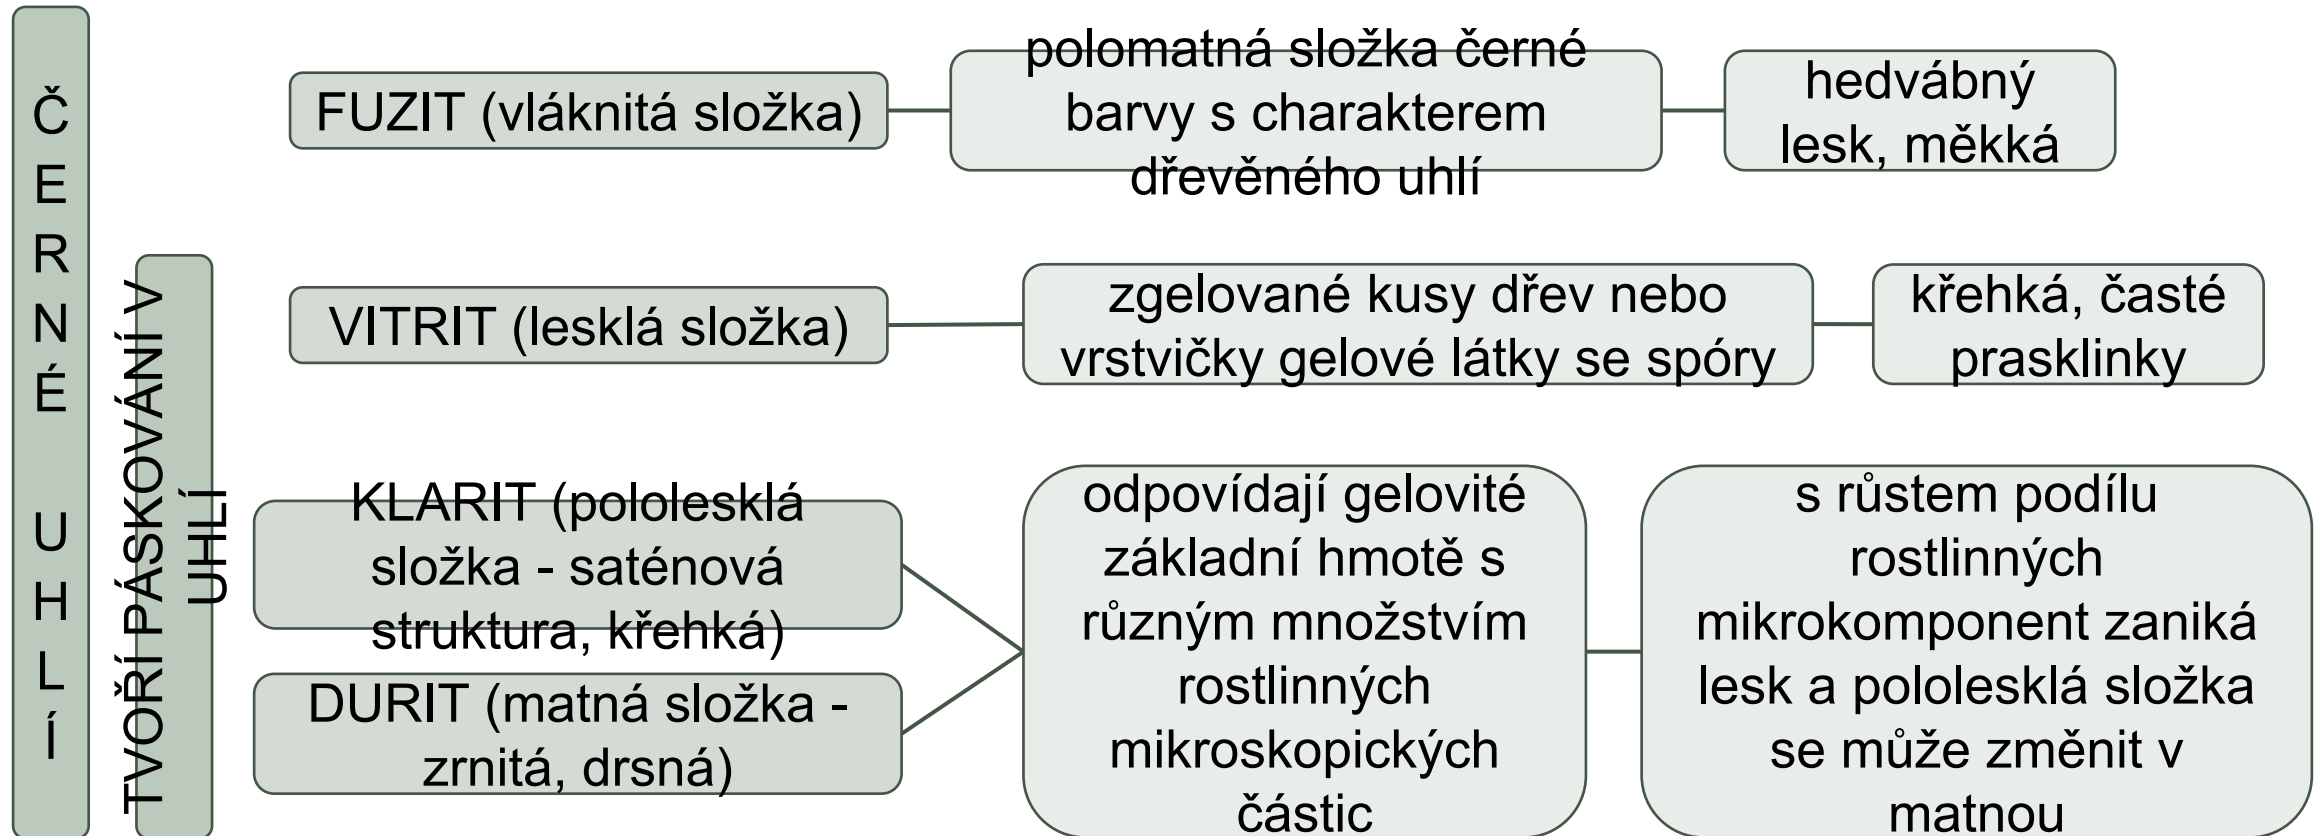 ČERNÉ UHLÍ
TVOŘÍ PÁSKOVÁNÍ V
UHLÍ
FUZIT (vláknitá složka)
polomatná složka černé
barvy s charakterem
dřevěného uhlí
hedvábný
lesk, měkká
VITRIT (lesklá složka)
zgelované kusy dřev nebo
vrstvičky gelové látky se spóry
křehká, časté
prasklinky
KLARIT (pololesklá
složka - saténová
struktura, křehká)
DURIT (matná složka -
zrnitá, drsná)
odpovídají gelovité
základní hmotě s
různým množstvím
rostlinných
mikroskopických
částic
s růstem podílu
rostlinných
mikrokomponent zaniká
lesk a pololesklá složka
se může změnit v
matnou